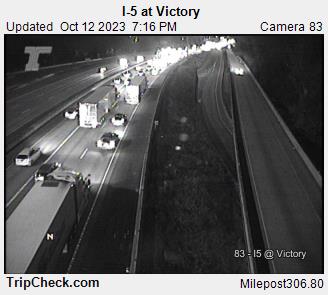 I-5 at Victory
Updated  Oct 12 2023  7:16 PM
Camera 83
T
N
83 - I5 @ Victory
TripCheck.com
Milepost306.80